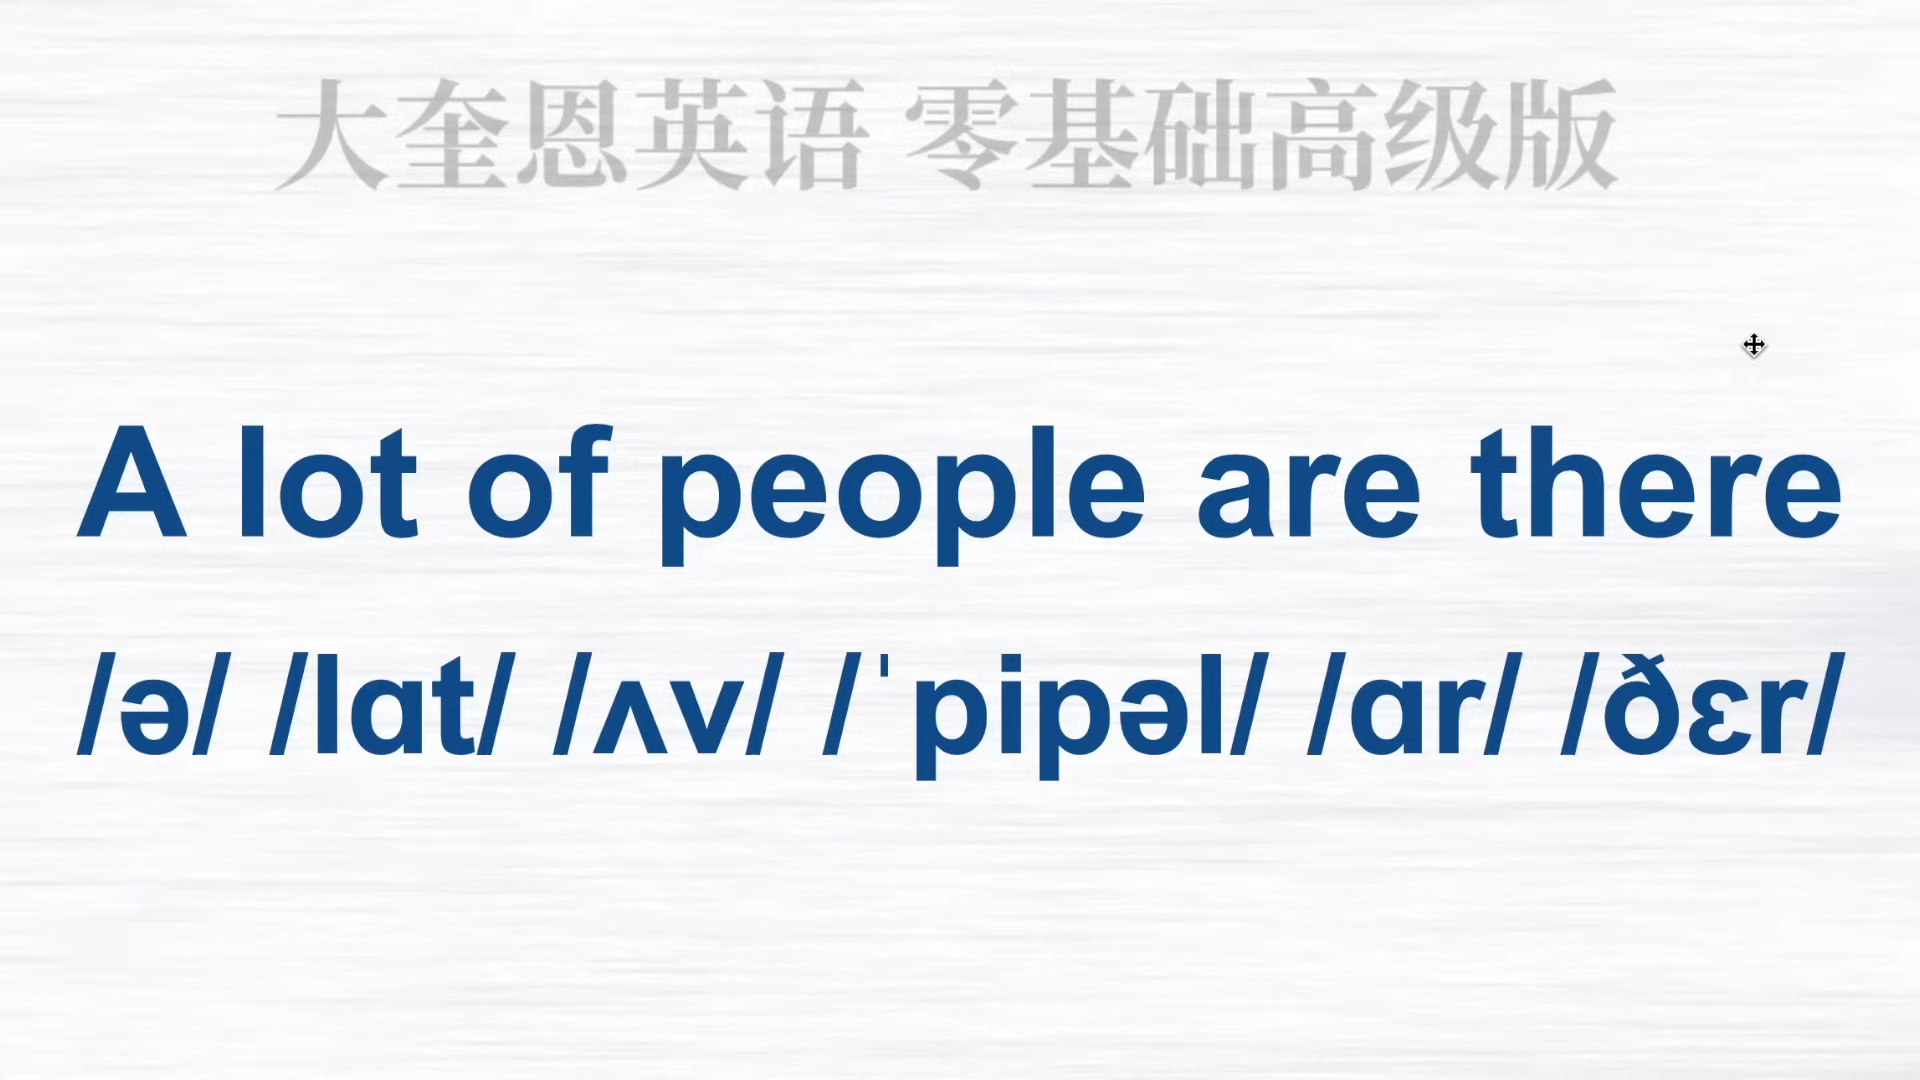 大奎恩英语 零基础高级版
A lot of people are there
/ə/ /lɑt/ /ʌv/ /ˈpipəl/ /ɑr/ /ðɛr/